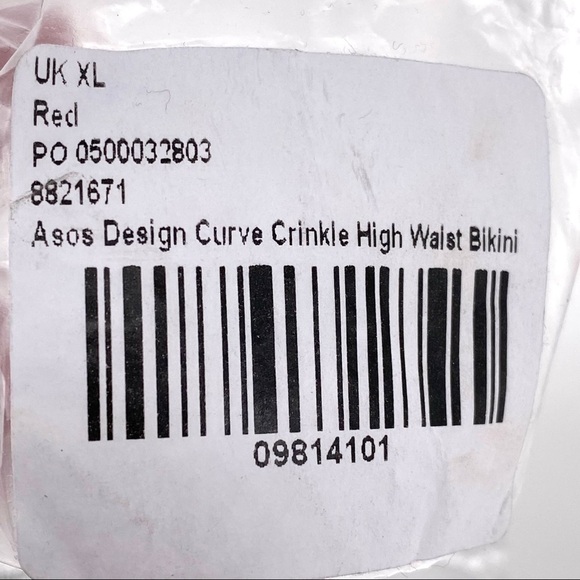 UK XL
Red
PO 0500032803
8821671
Asos Design Curve Crinkle High Waist Bikini
09814101